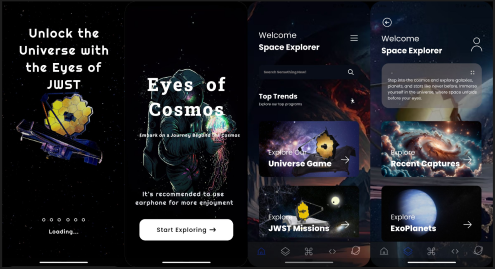 Unlock the
Universe with
the Eyes of
JWST
Loading...
Eyes of
Cosmos
Embark on a Journey Beyond the Cosmos
It's recommended to use
earphone for more enjoyment
Start Exploring →
Welcome
Space Explorer
Search Something now!
Top Trends
Explore our top programs
Explore Our
Universe Game
Explore
JWST Missions
Welcome
Space Explorer
Step into the cosmos and explore galaxies,
planets, and stars like never before. Immerse
yourself in the universe, where space unfolds
before your eyes.
Explore
Recent Captures
Explore
ExoPlanets